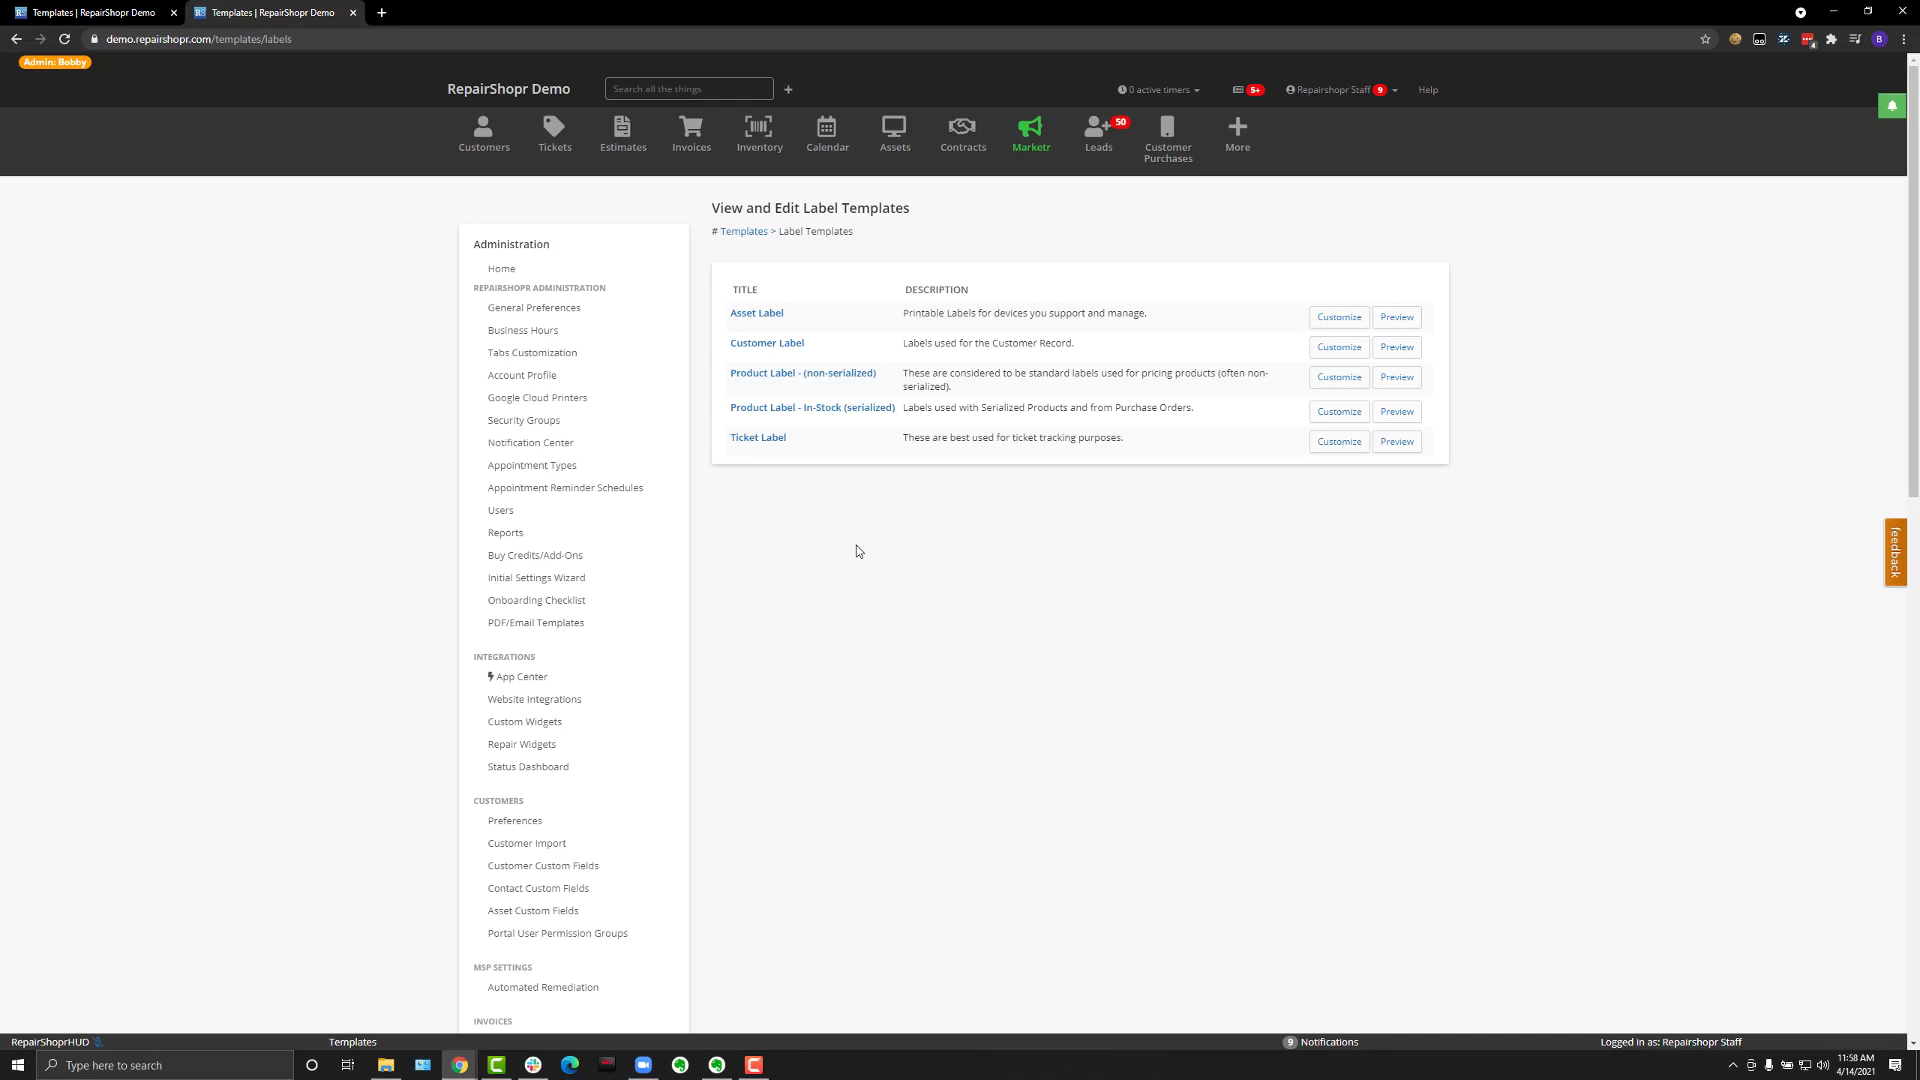 Templates | RepairShopr Demo
Templates | RepairShopr Demo
demo.repairshopr.com/templates/labels
Admin: Bobby
RepairShopr Demo
Search all the things
0 active timers
5+
Repairshopr Staff 9
Help
Customers
Tickets
Estimates
Invoices
Inventory
Calendar
Assets
Contracts
Marketr
Leads
50
Customer
Purchases
More
View and Edit Label Templates
# Templates > Label Templates
Administration
Home
REPAIRSHOPR ADMINISTRATION
General Preferences
Business Hours
Tabs Customization
Account Profile
Google Cloud Printers
Security Groups
Notification Center
Appointment Types
Appointment Reminder Schedules
Users
Reports
Buy Credits/Add-Ons
Initial Settings Wizard
Onboarding Checklist
PDF/Email Templates
INTEGRATIONS
App Center
Website Integrations
Custom Widgets
Repair Widgets
Status Dashboard
CUSTOMERS
Preferences
Customer Import
Customer Custom Fields
Contact Custom Fields
Asset Custom Fields
Portal User Permission Groups
MSP SETTINGS
Automated Remediation
INVOICES
TITLE DESCRIPTION
Asset Label Printable Labels for devices you support and manage. Customize Preview
Customer Label Labels used for the Customer Record. Customize Preview
Product Label - (non-serialized) These are considered to be standard labels used for pricing products (often non-
serialized). Customize Preview
Product Label - In-Stock (serialized) Labels used with Serialized Products and from Purchase Orders. Customize Preview
Ticket Label These are best used for ticket tracking purposes. Customize Preview
feedback
RepairShoprHUD
Templates
9 Notifications
Logged in as: Repairshopr Staff
Type here to search
11:58 AM
4/14/2021